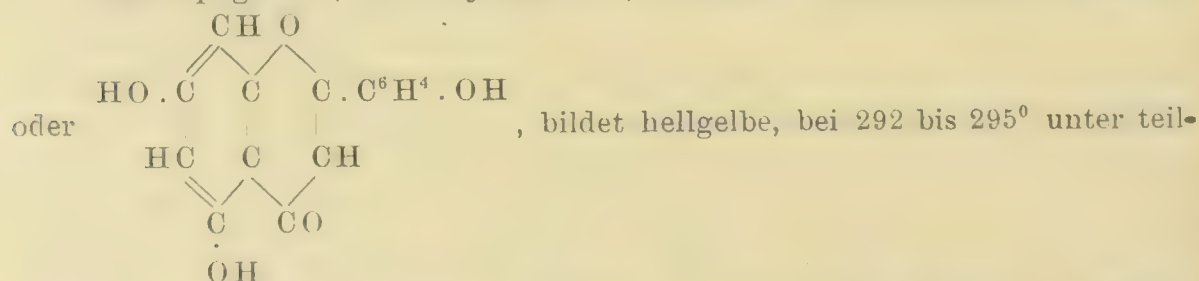 CH O
HO.C C C.C⁶H⁴.OH
oder , bildet hellgelbe, bei 292 bis 295⁰ unter teil-
HC C CH
C CO
OH